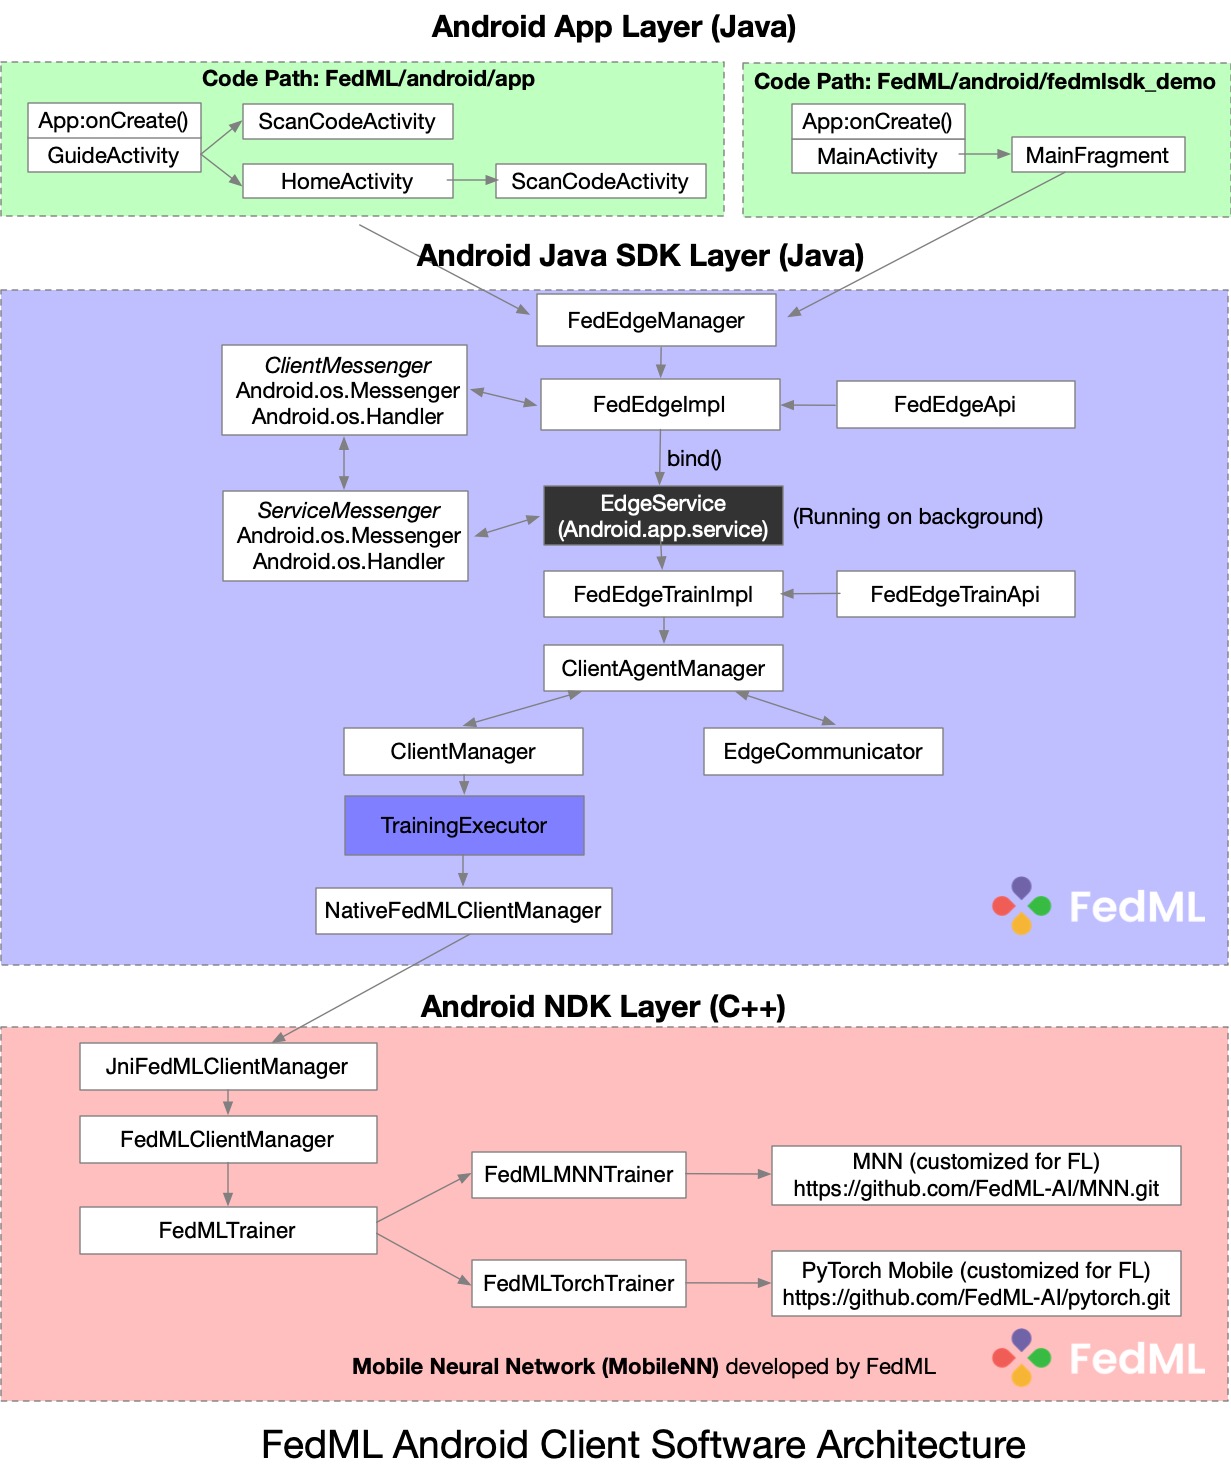 Android App Layer (Java)
Code Path: FedML/android/app
App:onCreate()
GuideActivity
ScanCodeActivity
HomeActivity
ScanCodeActivity
Code Path: FedML/android/fedmlsdk_demo
App:onCreate()
MainActivity
MainFragment
Android Java SDK Layer (Java)
FedEdgeManager
ClientMessenger
Android.os.Messenger
Android.os.Handler
FedEdgeImpl
FedEdgeApi
bind()
ServiceMessenger
Android.os.Messenger
Android.os.Handler
EdgeService
(Android.app.service)
(Running on background)
FedEdgeTrainImpl
FedEdgeTrainApi
ClientAgentManager
ClientManager
EdgeCommunicator
TrainingExecutor
NativeFedMLClientManager
FedML
Android NDK Layer (C++)
JniFedMLClientManager
FedMLClientManager
FedMLTrainer
FedMLMNNTrainer
MNN (customized for FL)
https://github.com/FedML-AI/MNN.git
FedMLTorchTrainer
PyTorch Mobile (customized for FL)
https://github.com/FedML-AI/pytorch.git
Mobile Neural Network (MobileNN) developed by FedML
FedML
FedML Android Client Software Architecture